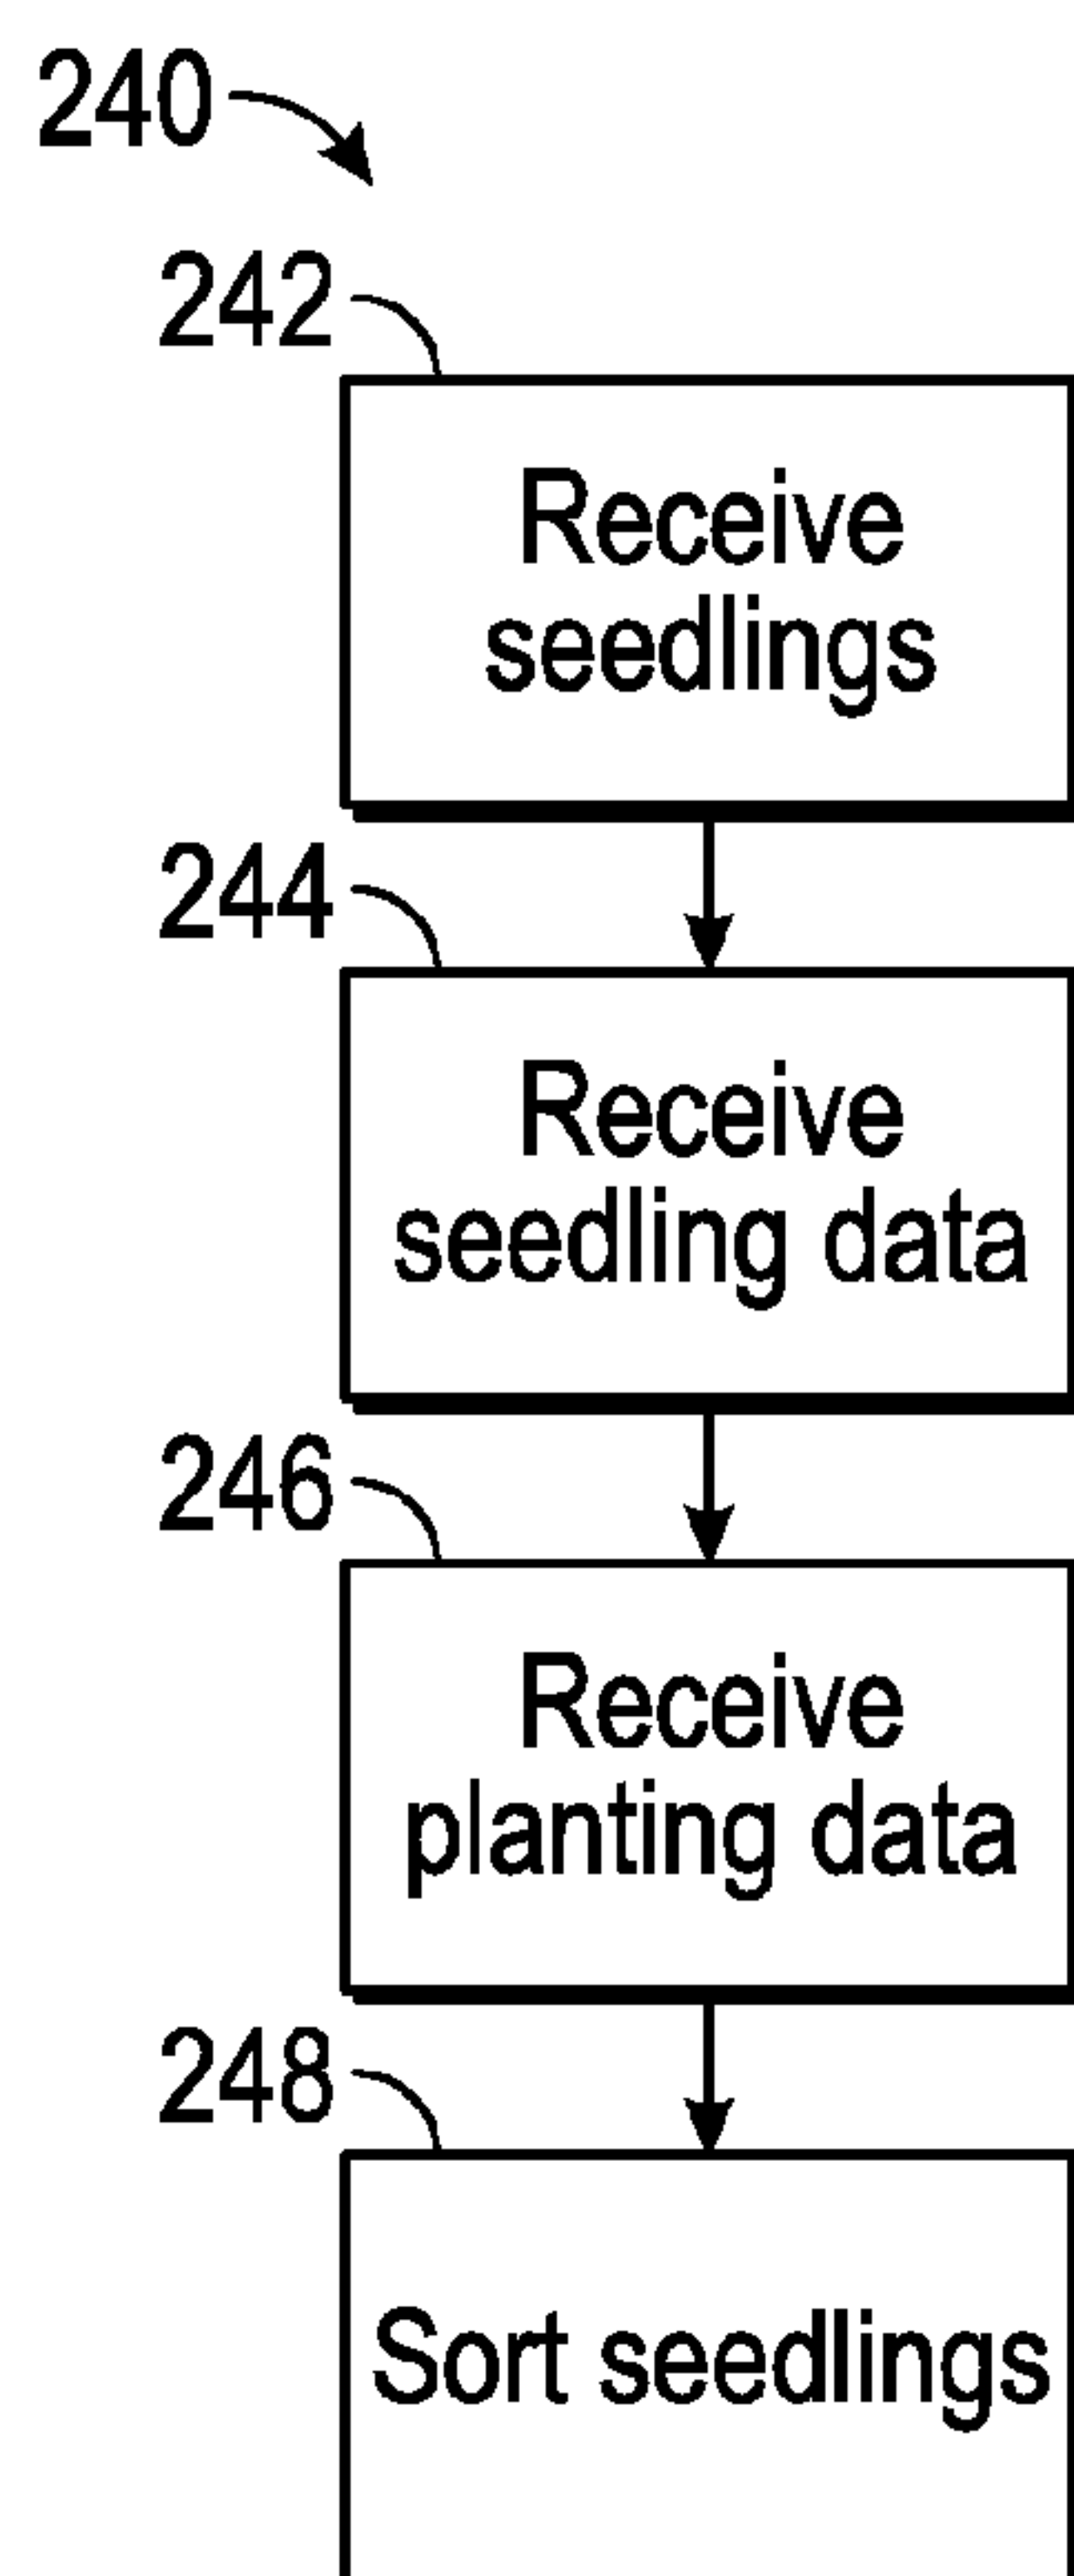 240
242
Receive
seedlings
244
Receive
seedling data
246
Receive
planting data
248
Sort seedlings